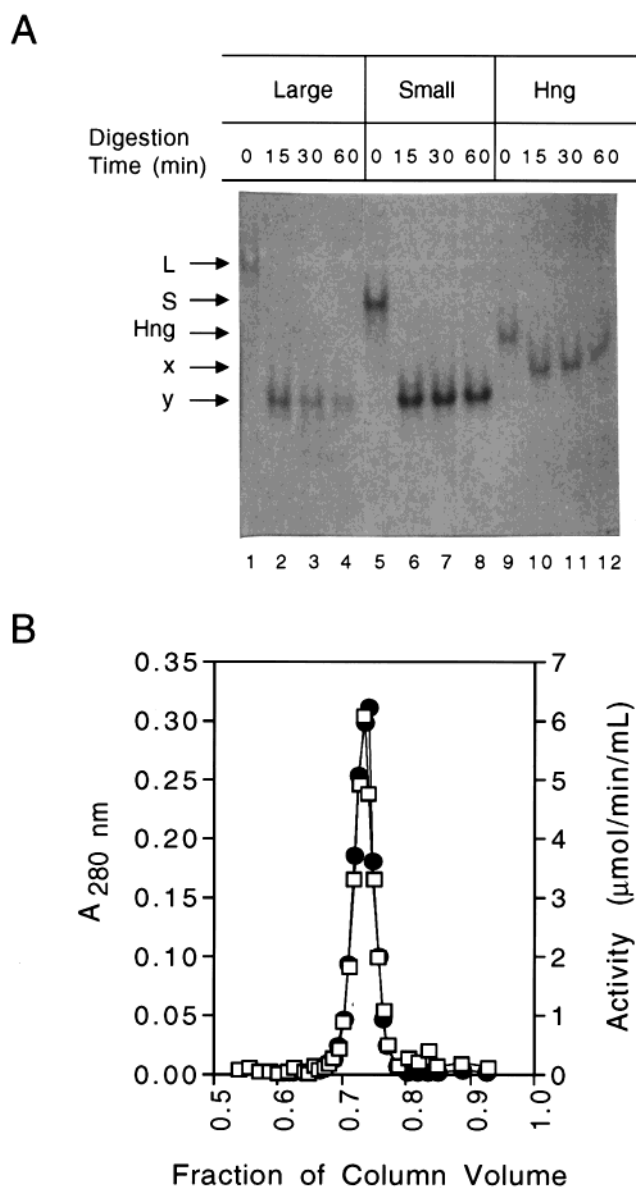 A
Large Small Hng
Digestion
Time (min) 0 15 30 60 0 15 30 60 0 15 30 60
L
S
Hng
x
y
1 2 3 4 5 6 7 8 9 10 11 12
B
0.35 7
0.30 6
0.25 5
0.20 4
0.15 3
0.10 2
0.05 1
0.00 0
A 280 nm
Activity (μmol/min/mL)
0.5 0.6 0.7 0.8 0.9 1.0
Fraction of Column Volume